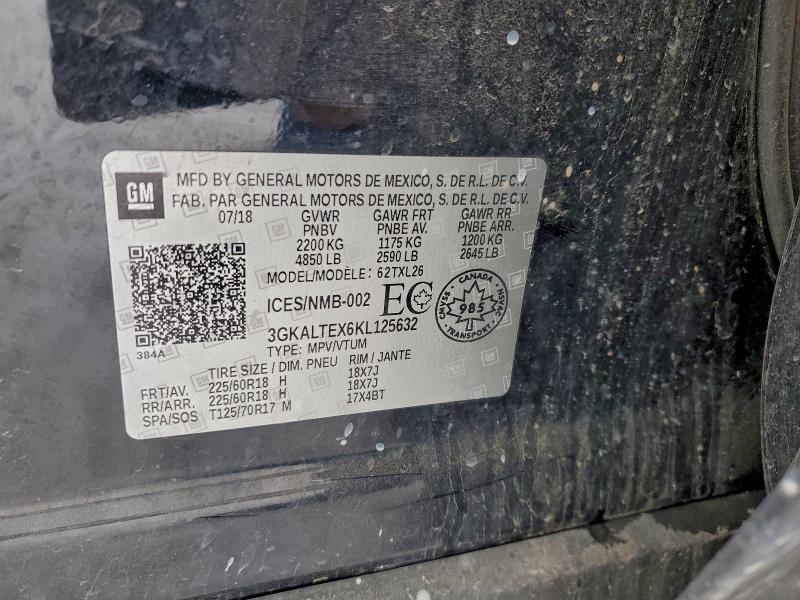 GM
MFD BY GENERAL MOTORS DE MEXICO, S. DE R.L. DE C.V.
FAB. PAR GENERAL MOTORS DE MEXICO, S. DE R.L. DE C.V.
07/18 GVWR GAWR FRT GAWR RR
PNBV PNBE AV. PNBE ARR.
2200 KG 1175 KG 1200 KG
4850 LB 2590 LB 2645 LB
MODEL/MODÈLE: 62TXL26
ICES/NMB-002 EC
CANADA
CMVSS 985 NSVAC
TRANSPORT
3GKALTEX6KL125632
384A
TYPE: MPV/VTUM
TIRE SIZE / DIM. PNEU RIM / JANTE
FRT/AV. 225/60R18 H 18X7J
RR/ARR. 225/60R18 H 18X7J
SPA/SOS T125/70R17 M 17X4BT